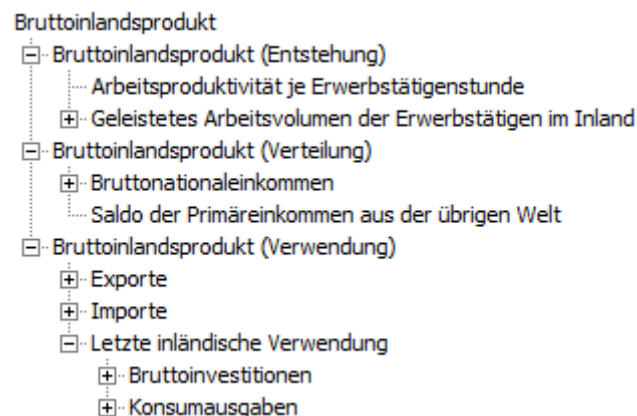 Bruttoinlandsprodukt
Bruttoinlandsprodukt (Entstehung)
Arbeitsproduktivität je Erwerbstätigenstunde
Geleistetes Arbeitsvolumen der Erwerbstätigen im Inland
Bruttoinlandsprodukt (Verteilung)
Bruttonationaleinkommen
Saldo der Primäreinkommen aus der übrigen Welt
Bruttoinlandsprodukt (Verwendung)
Exporte
Importe
Letzte inländische Verwendung
Bruttoinvestitionen
Konsumausgaben